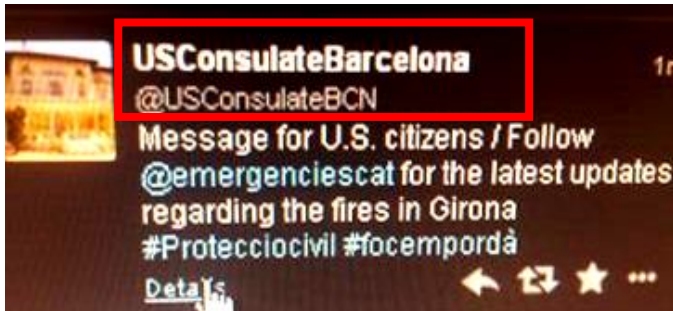 USConsulateBarcelona 1
@USConsulateBCN
Message for U.S. citizens / Follow
@emergenciescat for the latest updates
regarding the fires in Girona
#Protecciocivil #focempordà
Details